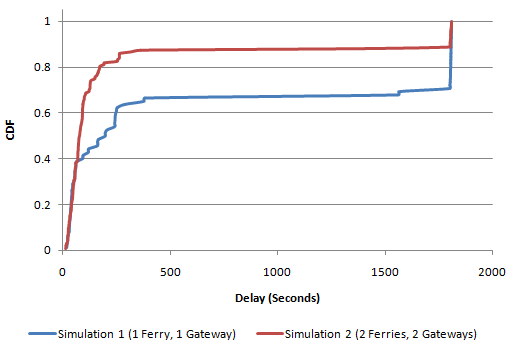 1
0.8
0.6
0.4
0.2
0
CDF
0 500 1000 1500 2000
Delay (Seconds)
Simulation 1 (1 Ferry, 1 Gateway) Simulation 2 (2 Ferries, 2 Gateways)